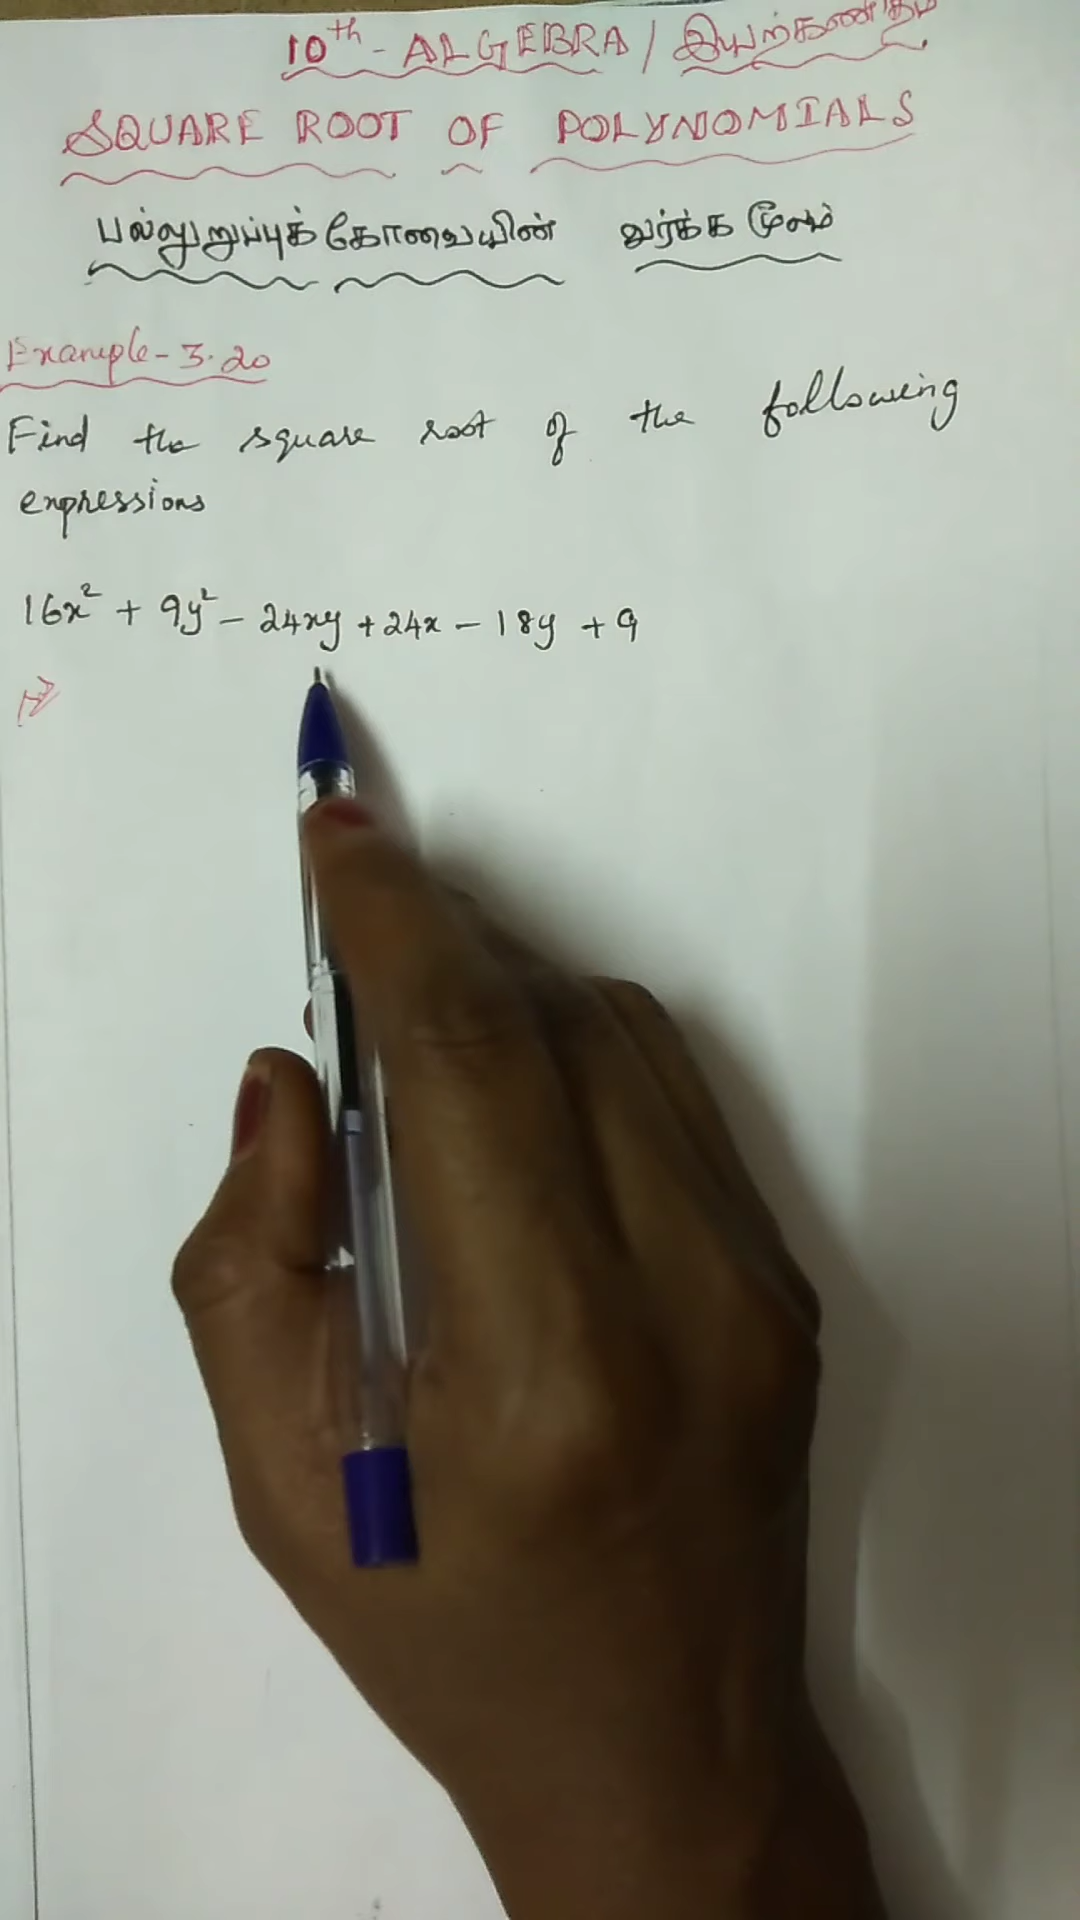 10th - ALGEBRA / இயற்கணிதம்
SQUARE ROOT OF POLYNOMIALS
பல்லுறுப்புக்கோவையின் வர்க்கமூலம்
Example - 3.20
Find the square root of the following
expressions
16x² + 9y² - 24xy + 24x - 18y + 9